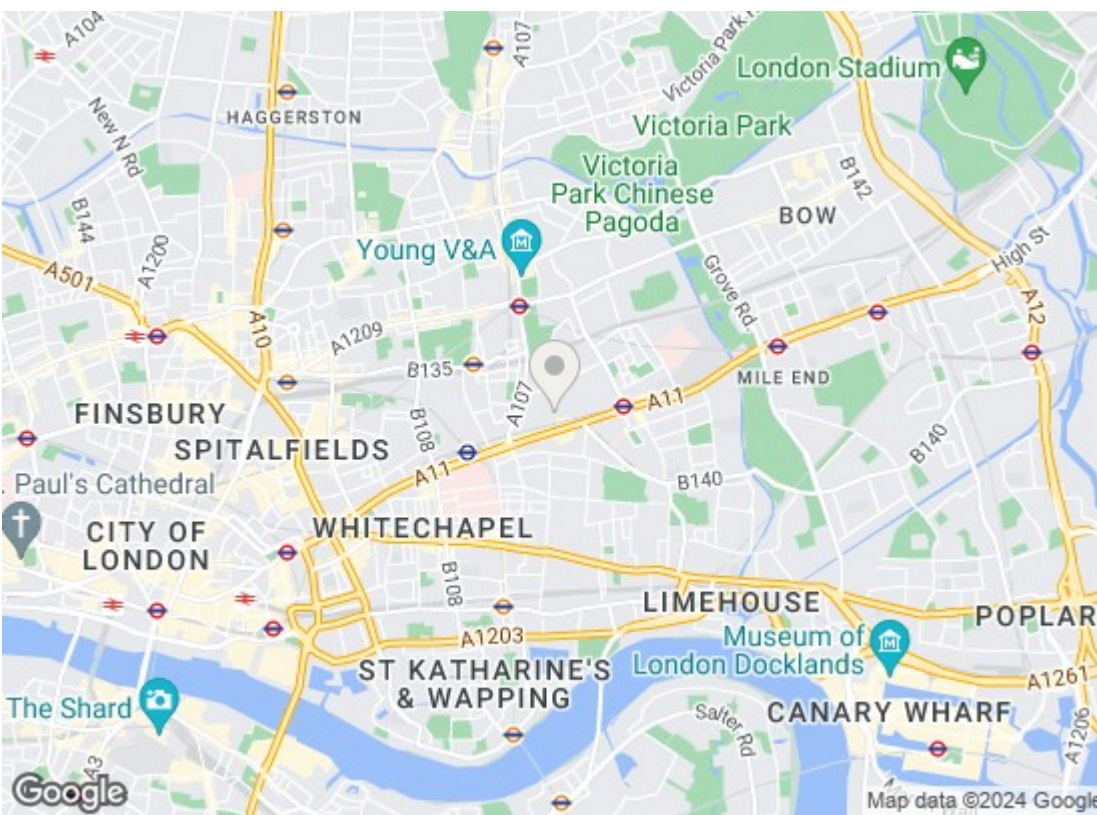 A104
A107
Victoria Park
London Stadium
New N Rd
HAGGERSTON
Victoria Park
Victoria
Park Chinese
Pagoda
B142
BOW
B144
A1200
Young V&A
High St
A501
Grove Rd.
A10
A1209
A12
B135
MILE END
A107
A11
FINSBURY
B108
SPITALFIELDS
B140
A11
B140
Paul's Cathedral
CITY OF
LONDON
WHITECHAPEL
B108
LIMEHOUSE
POPLAR
A1203
Museum of
London Docklands
ST KATHARINE'S
& WAPPING
A1261
The Shard
Salter Rd
CANARY WHARF
A1206
A3
Google
Map data ©2024 Google